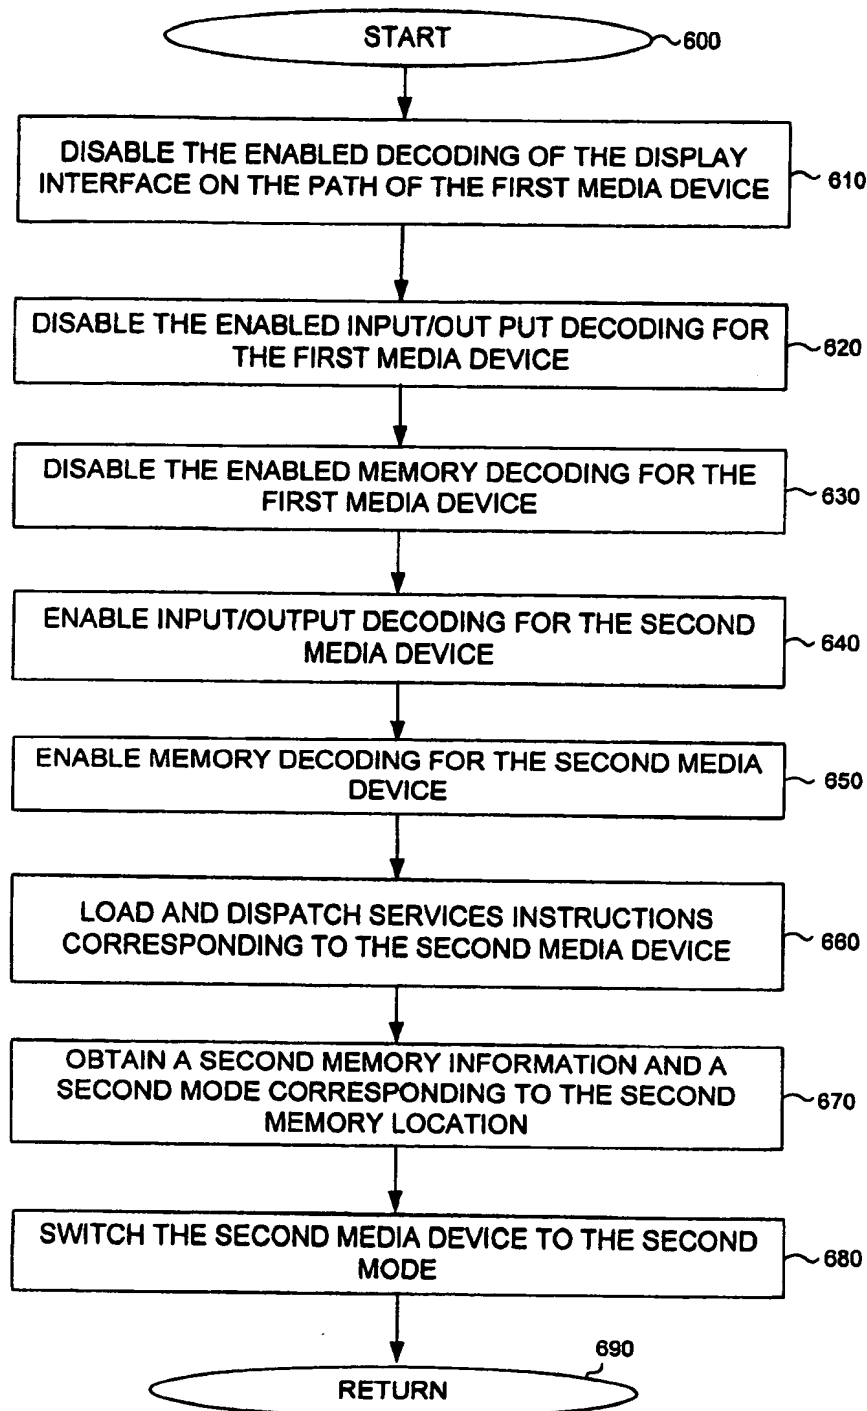 START
600
DISABLE THE ENABLED DECODING OF THE DISPLAY
INTERFACE ON THE PATH OF THE FIRST MEDIA DEVICE
610
DISABLE THE ENABLED INPUT/OUT PUT DECODING FOR
THE FIRST MEDIA DEVICE
620
DISABLE THE ENABLED MEMORY DECODING FOR THE
FIRST MEDIA DEVICE
630
ENABLE INPUT/OUTPUT DECODING FOR THE SECOND
MEDIA DEVICE
640
ENABLE MEMORY DECODING FOR THE SECOND MEDIA
DEVICE
650
LOAD AND DISPATCH SERVICES INSTRUCTIONS
CORRESPONDING TO THE SECOND MEDIA DEVICE
660
OBTAIN A SECOND MEMORY INFORMATION AND A
SECOND MODE CORRESPONDING TO THE SECOND
MEMORY LOCATION
670
SWITCH THE SECOND MEDIA DEVICE TO THE SECOND
MODE
680
690
RETURN